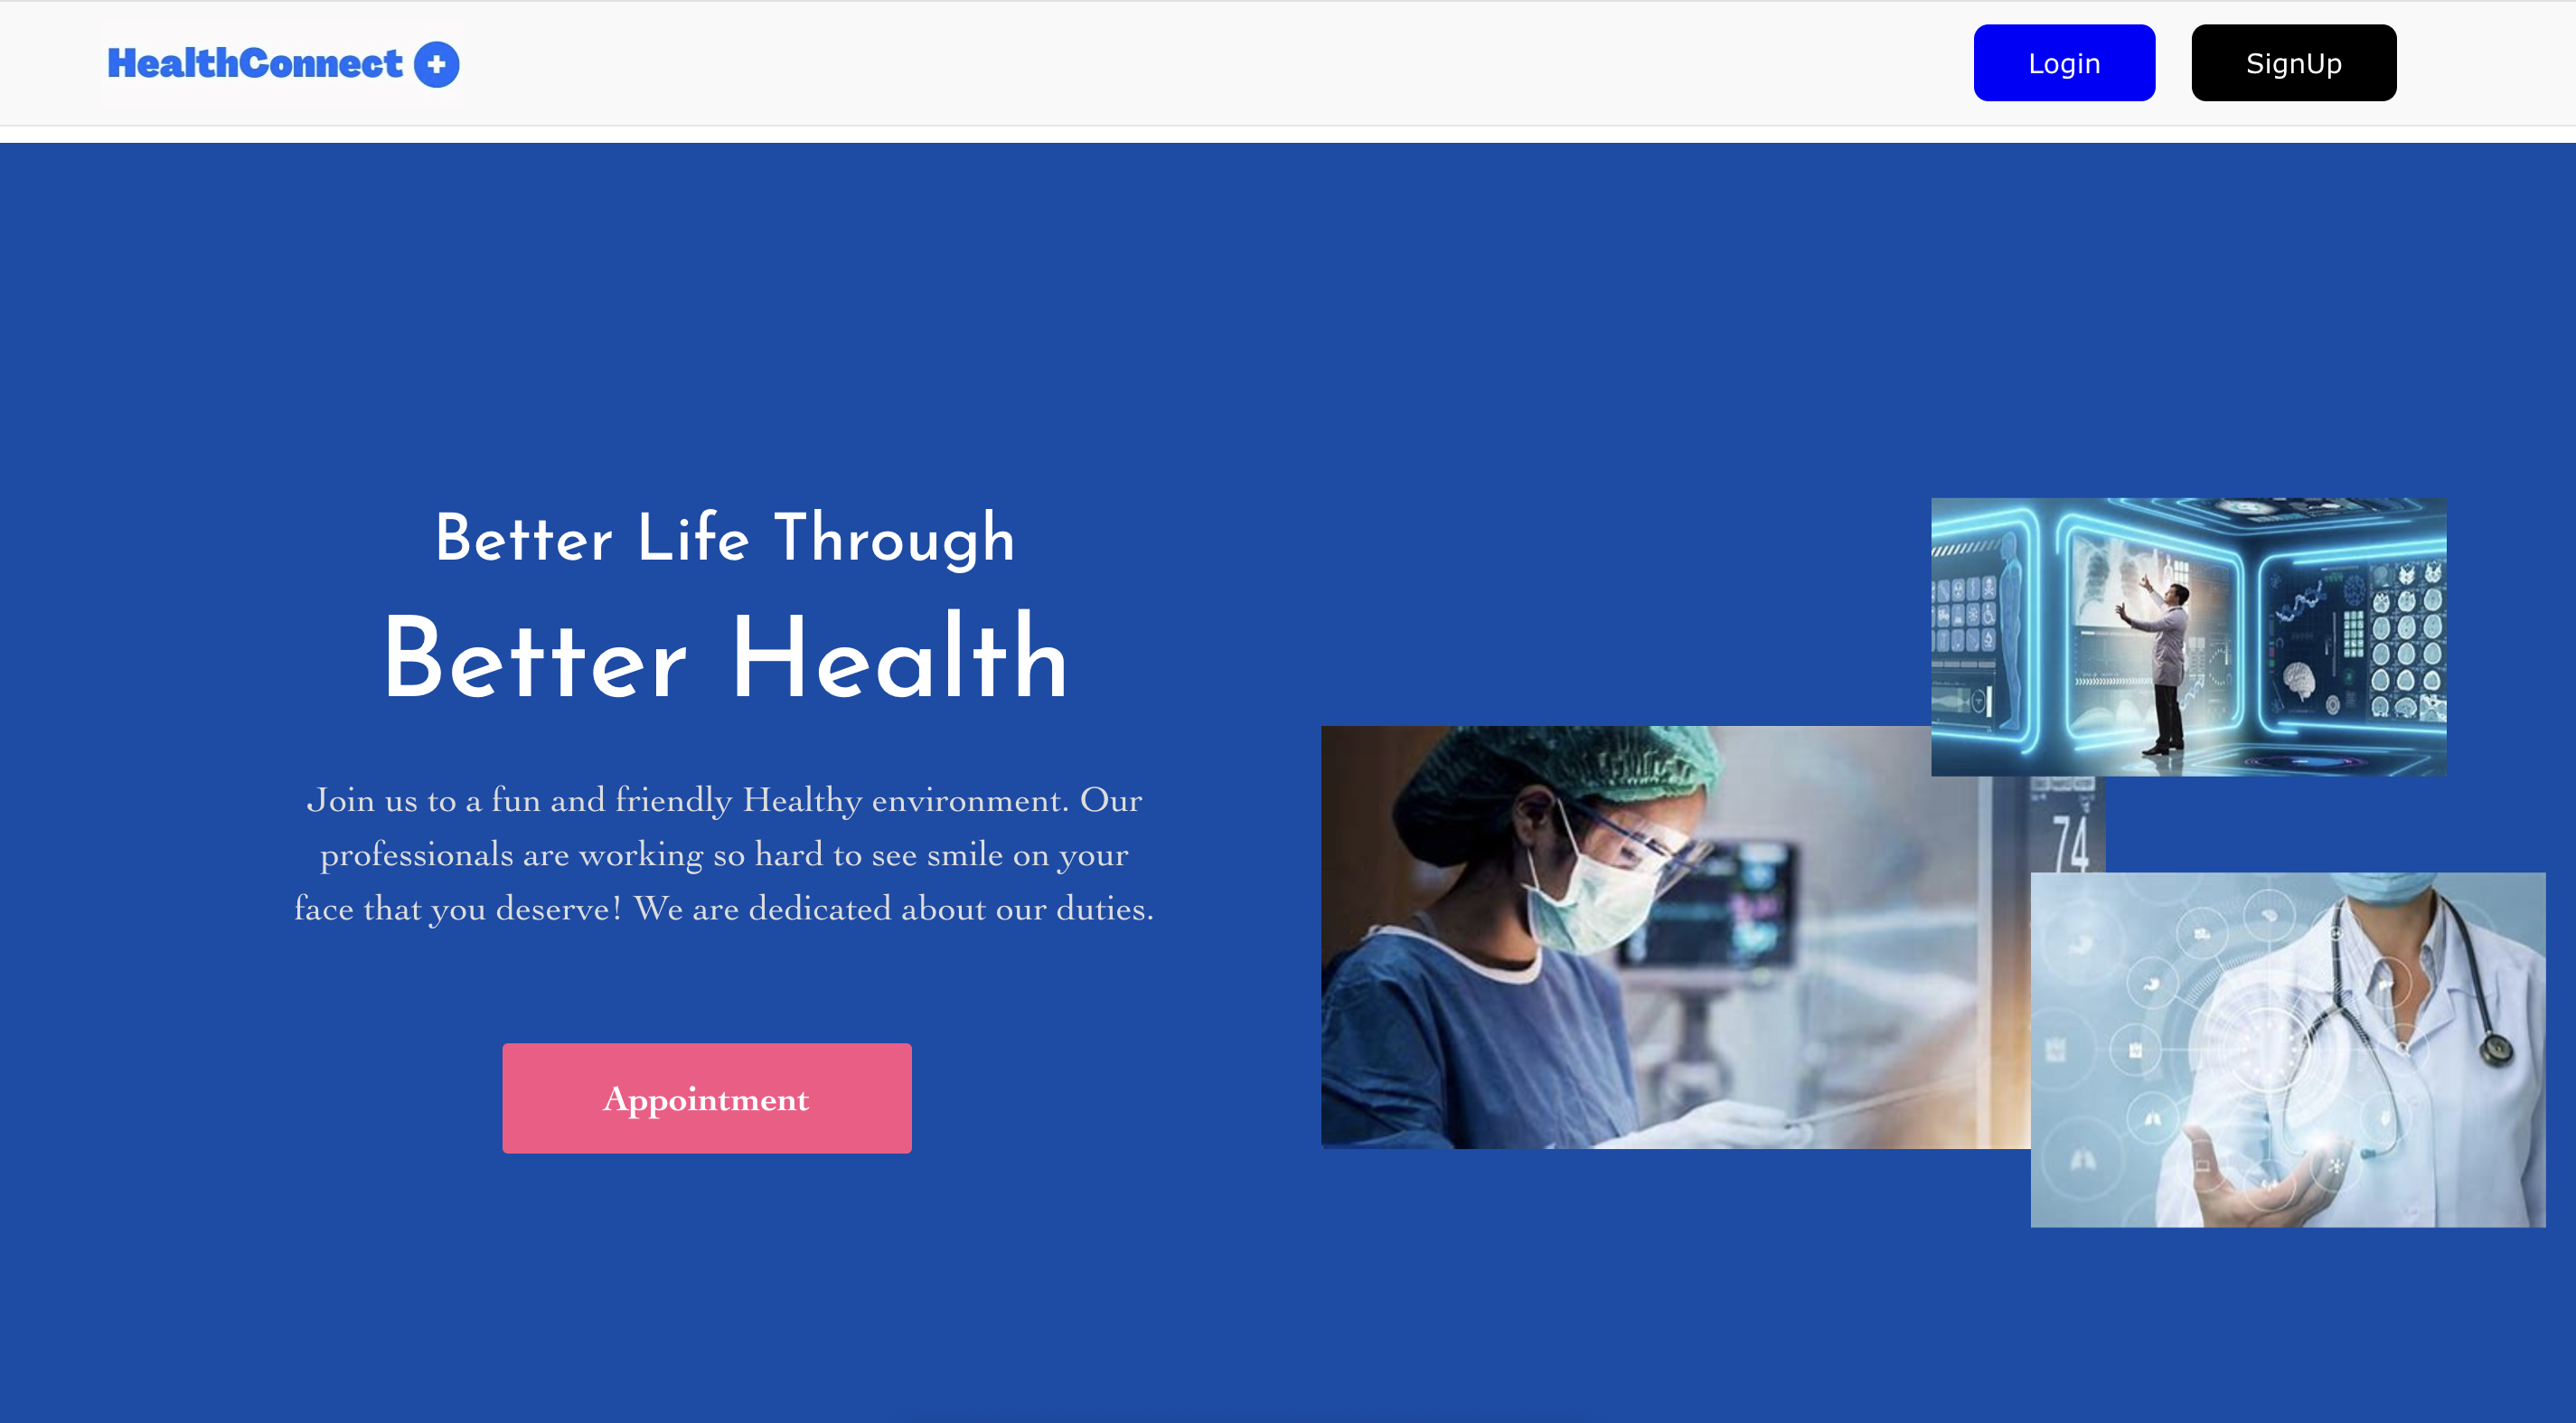 HealthConnect
Login
SignUp
Better Life Through
Better Health
Join us to a fun and friendly Healthy environment. Our
professionals are working so hard to see smile on your
face that you deserve! We are dedicated about our duties.
Appointment
74